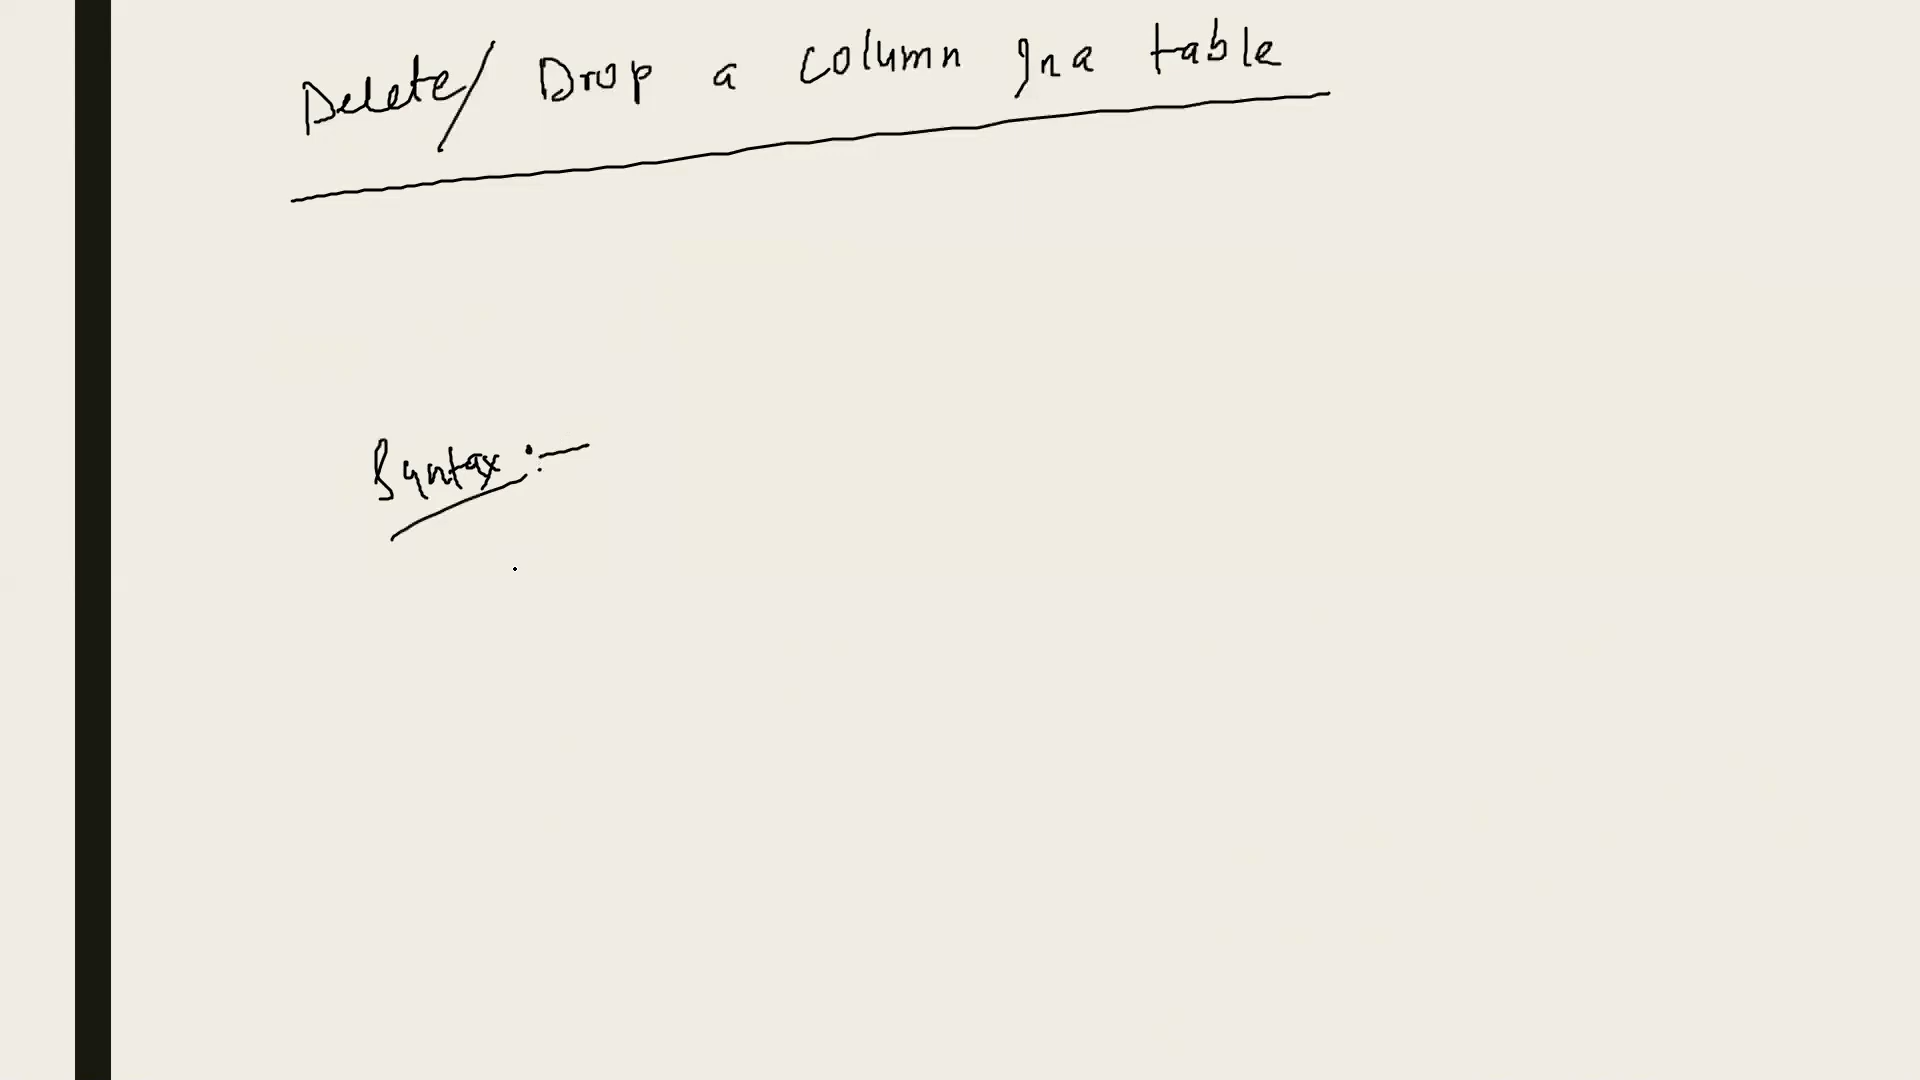 Delete/ Drop a column In a table
Syntax :-